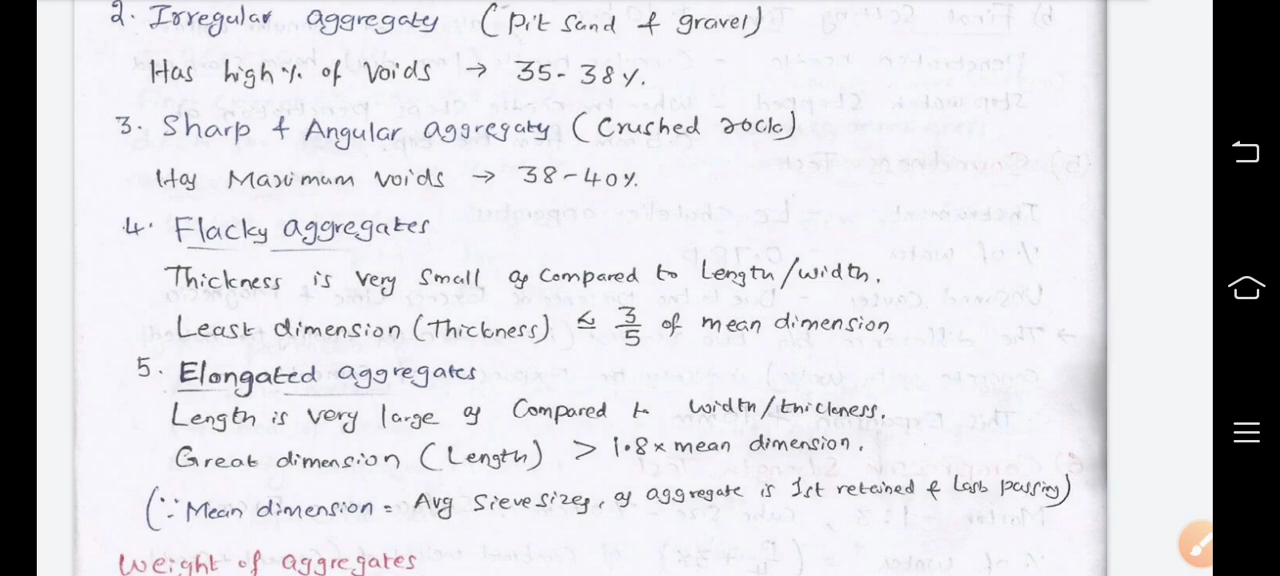 2. Irregular aggregaty (Pit Sand & gravel)
Has high % of voids → 35-38%.
3. Sharp & Angular aggregaty (Crushed rock)
Has Maximum voids → 38-40%.
4. Flacky aggregates
Thickness is very small as compared to Length/width.
Least dimension (Thickness) ≤ 3/5 of mean dimension
5. Elongated aggregates
Length is very large as Compared to width/thickness.
Great dimension (Length) > 1.8 x mean dimension.
(∵ Mean dimension = Avg Sieve sizes, of aggregate is 1st retained & last passing)
Weight of aggregates